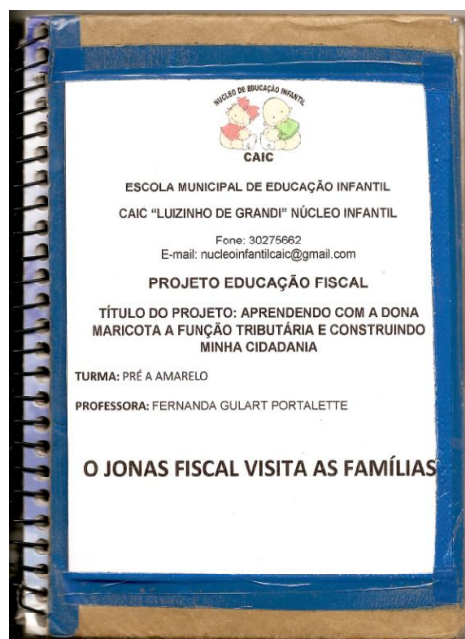 NUCLEO DE EDUCAÇÃO INFANTIL
CAIC
ESCOLA MUNICIPAL DE EDUCAÇÃO INFANTIL
CAIC "LUIZINHO DE GRANDI" NÚCLEO INFANTIL
Fone: 30275662
E-mail: nucleoinfantilcaic@gmail.com
PROJETO EDUCAÇÃO FISCAL
TÍTULO DO PROJETO: APRENDENDO COM A DONA
MARICOTA A FUNÇÃO TRIBUTÁRIA E CONSTRUINDO
MINHA CIDADANIA
TURMA: PRÉ A AMARELO
PROFESSORA: FERNANDA GULART PORTALETTE
O JONAS FISCAL VISITA AS FAMÍLIAS